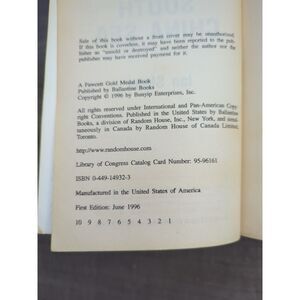 Sale of this book without a front cover may be unauthorized.
If this book is coverless, it may have been reported to the publisher
as "unsold or destroyed" and neither the author nor the
publisher may have received payment for it.
A Fawcett Gold Medal Book
Published by Ballantine Books
Copyright © 1996 by Bunyip Enterprises, Inc.
All rights reserved under International and Pan-American Copy-
right Conventions. Published in the United States by Ballantine
Books, a division of Random House, Inc., New York, and simul-
taneously in Canada by Random House of Canada Limited,
Toronto.
www.randomhouse.com
Library of Congress Catalog Card Number: 95-96161
ISBN 0-449-14932-3
Manufactured in the United States of America
First Edition: June 1996
10 9 8 7 6 5 4 3 2 1